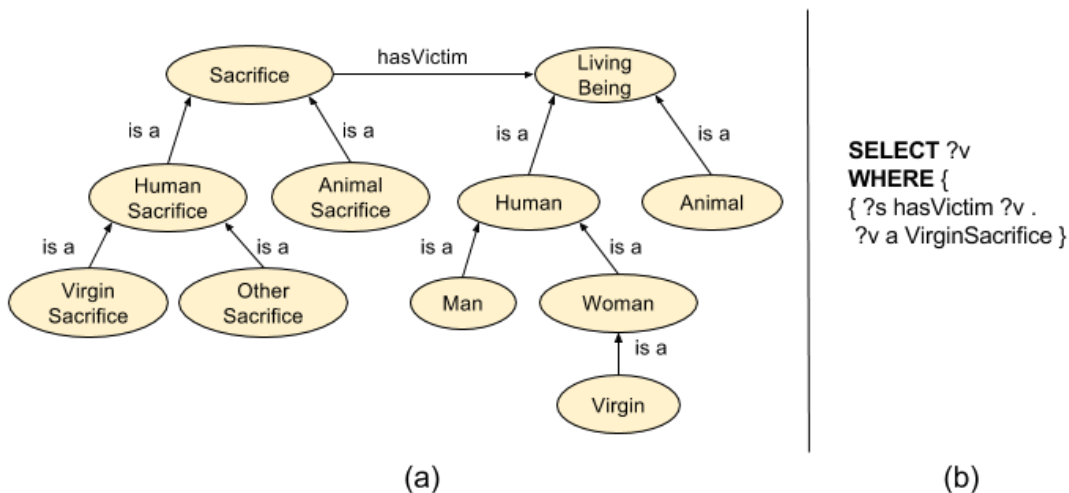 hasVictim
Sacrifice
Living
Being
is a
is a
is a
is a
Human
Sacrifice
Animal
Sacrifice
Human
Animal
is a
is a
is a
is a
Virgin
Sacrifice
Other
Sacrifice
Man
Woman
is a
Virgin
(a)
SELECT ?v
WHERE {
{ ?s hasVictim ?v .
?v a VirginSacrifice }
(b)